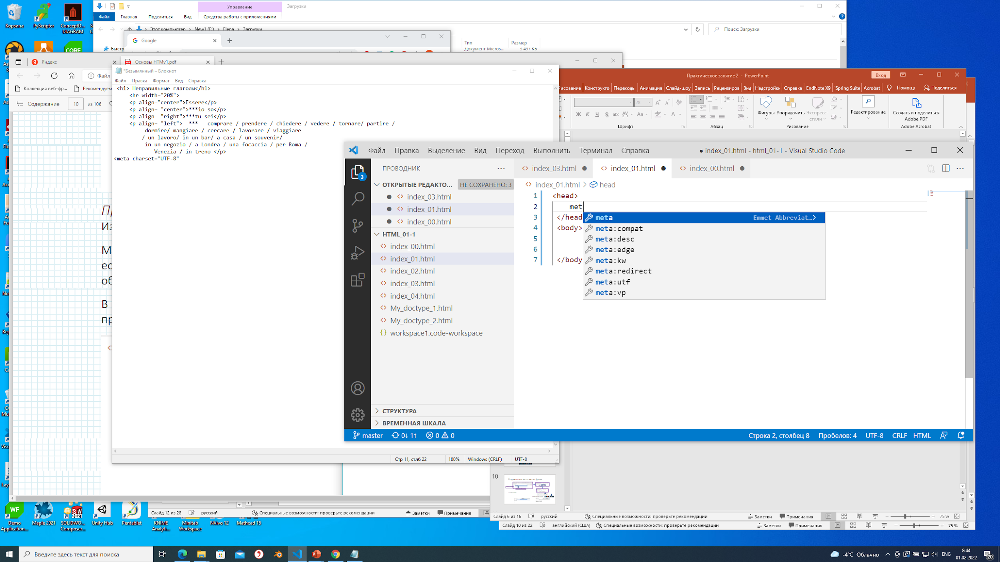 Корзина
PyScripter
ConceptD...
DIAGRAM
CORE
Управление
Загрузки
Файл
Главная
Поделиться
Вид
Средства работы с приложениями
Этот компьютер
New1 (F:)
Elena
Загрузки
Поиск: Загрузки
Тип
Размер
Документ Micros...
3 497 КБ
Google
Яндекс
Основы HTMv1.pdf
Файл
Коллекция веб-фр...
Содержание
10
из 106
*Безымянный – Блокнот
Файл Правка Формат Вид Справка
<h1> Неправильные глаголы</h1>
<hr width="20%">
<p align="center">Essere</p>
<p align= "center">***io so</p>
<p align= "right">***tu sei</p>
<p align= "left">  ***   comprare / prendere / chiedere / vedere / tornare/ partire /
dormire/ mangiare / cercare / lavorare / viaggiare
/ un lavoro/ in un bar/ a casa / un souvenir/
in un negozio / a Londra / una focaccia / per Roma /
Venezia / in treno </p>
<meta charset="UTF-8"
Стр 11, стлб 22
100%
Windows (CRLF)
UTF-8
Практическое занятие 2 - PowerPoint
Вход
Рисование Конструкто Переходы Анимация Слайд-шоу Запись Рецензиров Вид Надстройки Справка EndNote X9 iSpring Suite Acrobat
Поделиться
28
Ж К Ч S abc AV Aa A
Фигуры Упорядочить Экспресс-
стили
Редактирование
Создать и поделиться
Adobe PDF
Шрифт
Абзац
Рисование
Adobe Acrobat
Файл Правка Выделение Вид Переход Выполнить Терминал Справка
● index_01.html - html_01-1 - Visual Studio Code
3
ПРОВОДНИК
ОТКРЫТЫЕ РЕДАКТО...
НЕ СОХРАНЕНО: 3
index_03.html
index_01.html
index_00.html
HTML_01-1
index_00.html
index_01.html
index_02.html
index_03.html
index_04.html
My_doctype_1.html
My_doctype_2.html
workspace1.code-workspace
СТРУКТУРА
ВРЕМЕННАЯ ШКАЛА
index_03.html
index_01.html
index_00.html
index_01.html > head
1 <head>
2 met
3 </head
4 <body>
5
6
7 </body
meta
Emmet Abbreviat…
meta:compat
meta:desc
meta:edge
meta:kw
meta:redirect
meta:utf
meta:vp
master
0↓ 1↑
0
0
Строка 2, столбец 8
Пробелов: 4
UTF-8
CRLF
HTML
10
Слайд 12 из 28
русский
Специальные возможности: проверьте рекомендации
Заметки
Примечания
Слайд 6 из 16
русский
Специальные возможности: проверьте рекомендации
Заметки
Примечания
75 %
Слайд 10 из 22
английский (США)
Специальные возможности: проверьте рекомендации
Заметки
Примечания
75 %
WF
Demo
Application...
Maple 2021
SW
2021
SOLIDWO...
Composer...
Unity Hub
Pentablet
KNIME
Analyti...
Minitab
Workspace
NVivo 12
Mathcad 15
Введите здесь текст для поиска
-4°C Облачно
ENG
8:44
01.02.2022
20